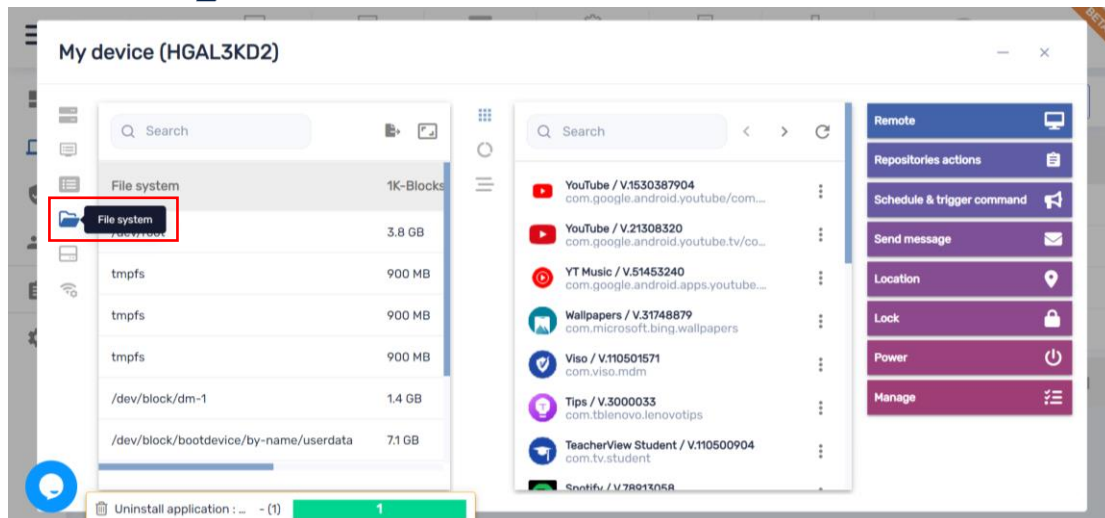 BETA
My device (HGAL3KD2)
Search
File system 1K-Blocks
File system
/dev/root 3.8 GB
tmpfs 900 MB
tmpfs 900 MB
tmpfs 900 MB
/dev/block/dm-1 1.4 GB
/dev/block/bootdevice/by-name/userdata 7.1 GB
Search
YouTube / V.1530387904
com.google.android.youtube/com...
YouTube / V.21308320
com.google.android.youtube.tv/co...
YT Music / V.51453240
com.google.android.apps.youtube...
Wallpapers / V.31748879
com.microsoft.bing.wallpapers
Viso / V.110501571
com.viso.mdm
Tips / V.3000033
com.tblenovo.lenovotips
TeacherView Student / V.110500904
com.tv.student
Spotify / V.78913058
Remote
Repositories actions
Schedule & trigger command
Send message
Location
Lock
Power
Manage
Uninstall application : ... - (1) 1